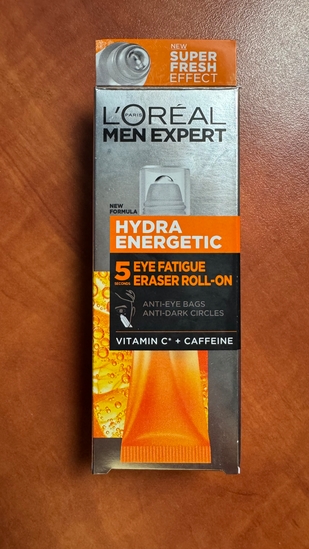 NEW
SUPER
FRESH
EFFECT
L'ORÉAL
PARIS
MEN EXPERT
NEW
FORMULA
HYDRA
ENERGETIC
5 SECONDS
EYE FATIGUE
ERASER ROLL-ON
ANTI-EYE BAGS
ANTI-DARK CIRCLES
VITAMIN C* + CAFFEINE